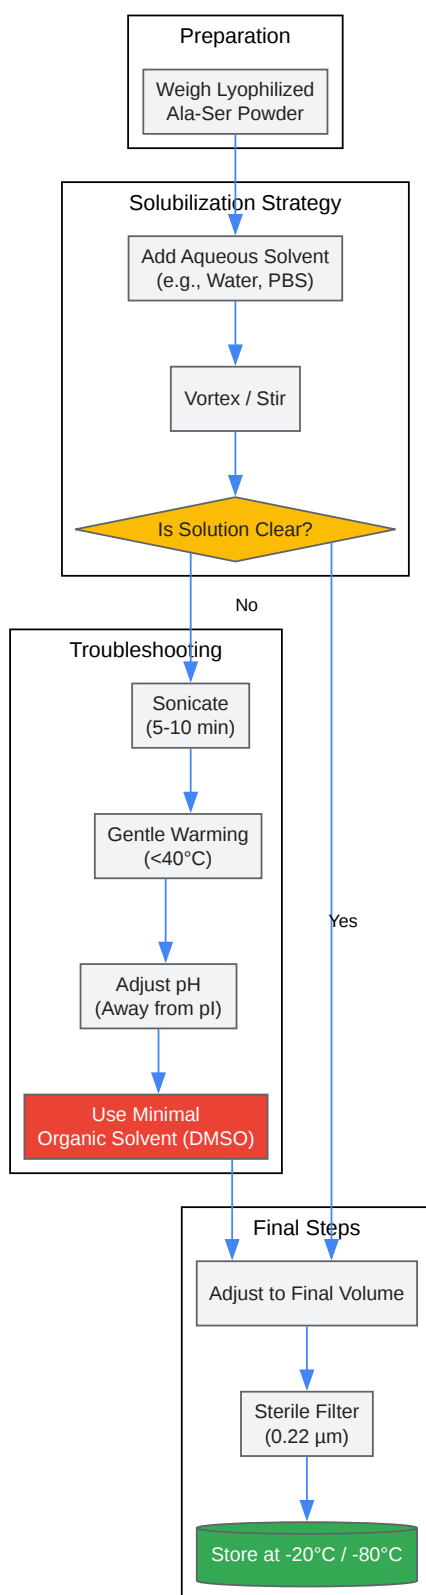 Preparation
Weigh Lyophilized
Ala-Ser Powder
Solubilization Strategy
Add Aqueous Solvent
(e.g., Water, PBS)
Vortex / Stir
Is Solution Clear?
No
Troubleshooting
Sonicate
(5-10 min)
Gentle Warming
(<40°C)
Yes
Adjust pH
(Away from pI)
Use Minimal
Organic Solvent (DMSO)
Final Steps
Adjust to Final Volume
Sterile Filter
(0.22 µm)
Store at -20°C / -80°C